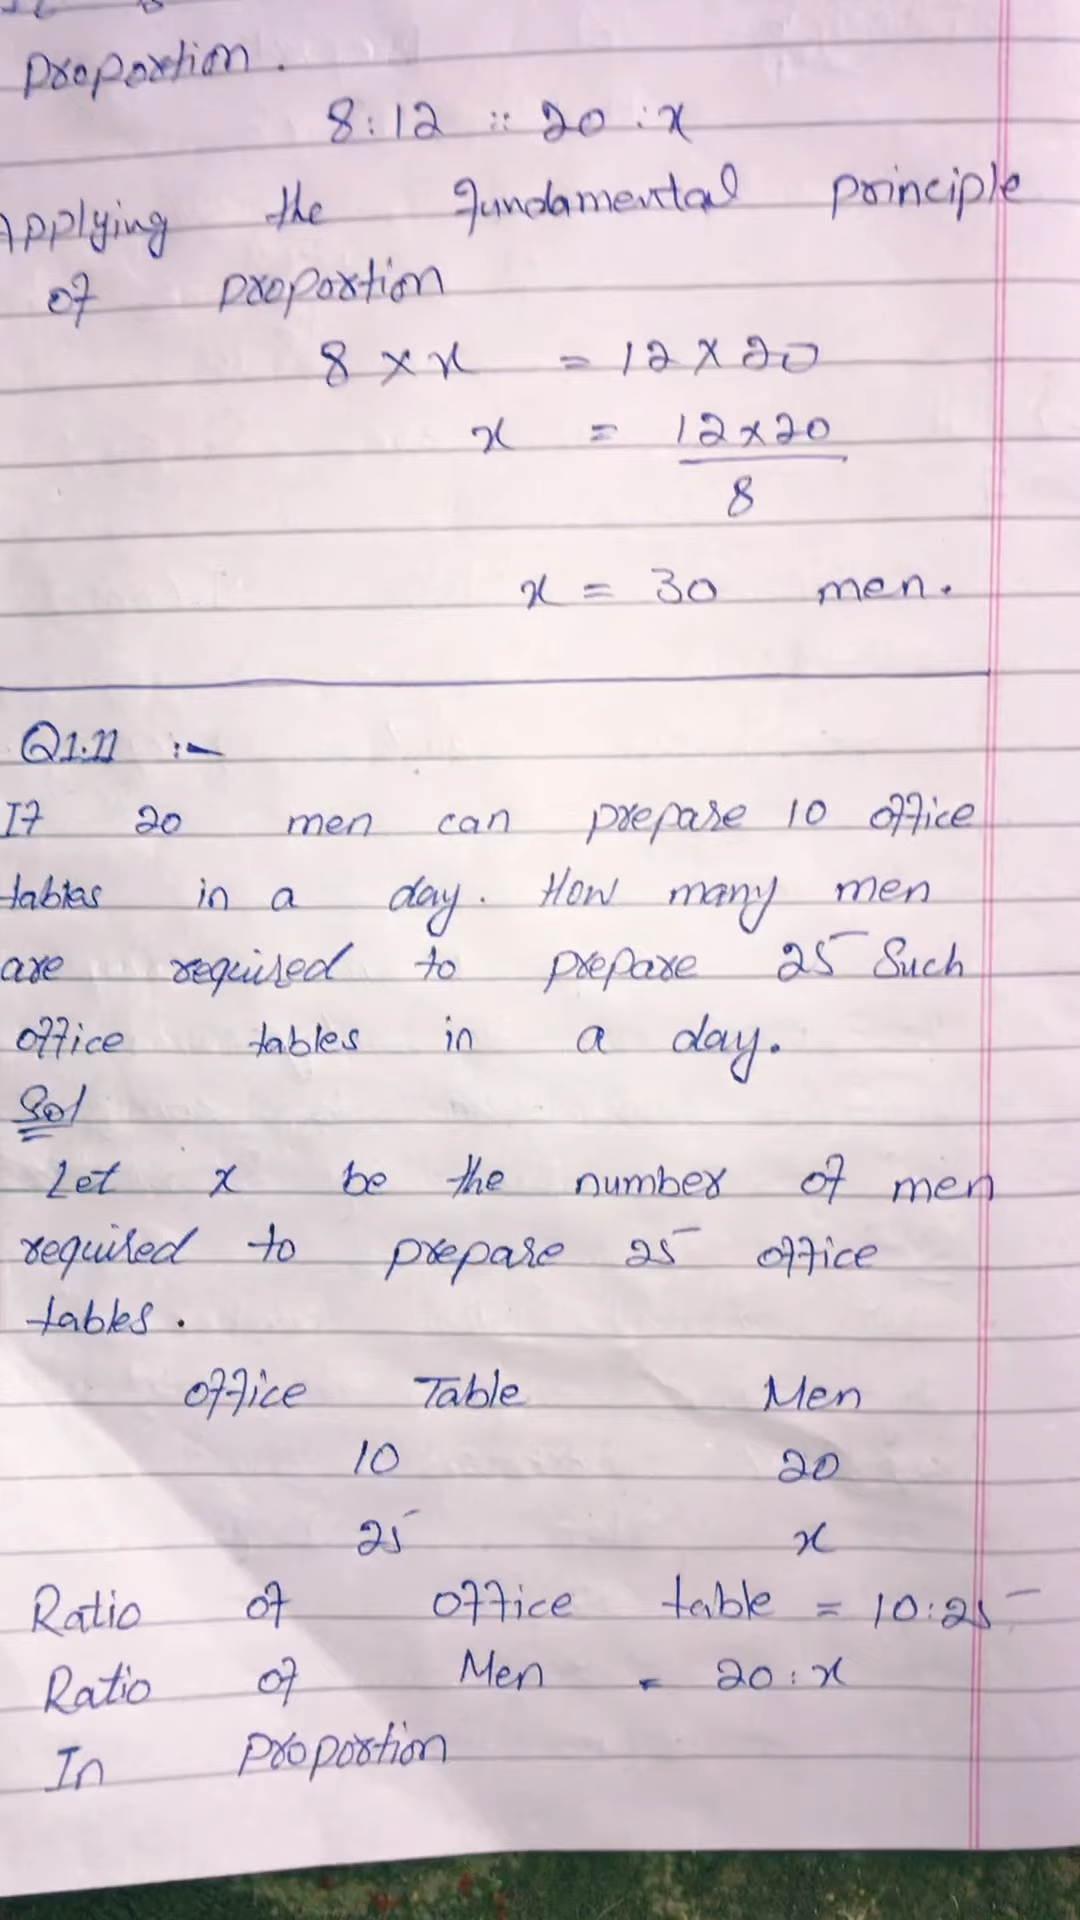 proportion.
8:12 :: 20 : x
Applying the fundamental principle
of proportion
8 × x = 12 × 20
x = 12 × 20
8
x = 30 men.
Q1.11 :-
If 20 men can prepare 10 office
tables in a day. How many men
are required to prepare 25 Such
office tables in a day.
Sol
Let x be the number of men
required to prepare 25 office
tables.
office Table Men
10 20
25 x
Ratio of office table = 10:25
Ratio of Men = 20 : x
In proportion